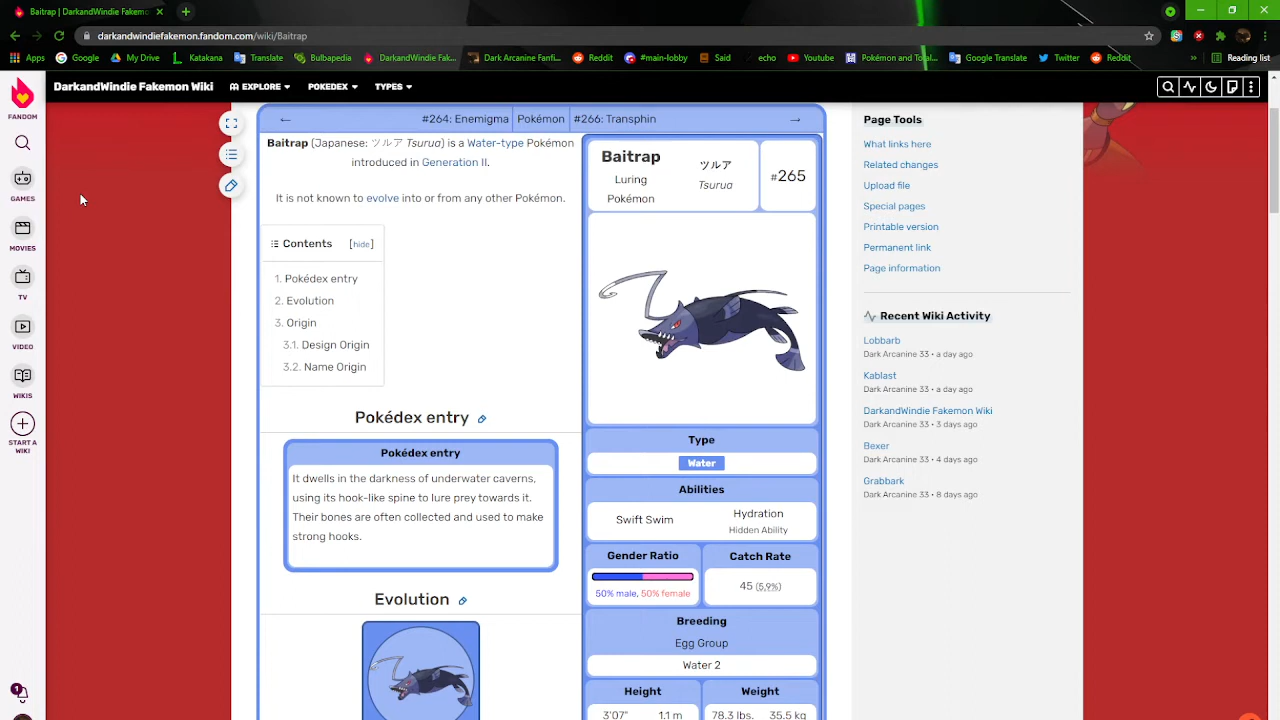 Baitrap | DarkandWindie Fakemon
darkandwindiefakemon.fandom.com/wiki/Baitrap
Apps Google My Drive Katakana Translate Bulbapedia DarkandWindie Fak... Dark Arcanine Fanfi... Reddit #main-lobby Said echo Youtube Pokémon and Total... Google Translate Twitter Reddit » Reading list
DarkandWindie Fakemon Wiki EXPLORE POKEDEX TYPES
FANDOM
GAMES
MOVIES
TV
VIDEO
WIKIS
START A
WIKI
1
← #264: Enemigma Pokémon #266: Transphin →
Baitrap (Japanese: ツルア Tsurua) is a Water-type Pokémon
introduced in Generation II.
It is not known to evolve into or from any other Pokémon.
Contents [hide]
1. Pokédex entry
2. Evolution
3. Origin
3.1. Design Origin
3.2. Name Origin
Pokédex entry
Pokédex entry
It dwells in the darkness of underwater caverns,
using its hook-like spine to lure prey towards it.
Their bones are often collected and used to make
strong hooks.
Evolution
Baitrap
Luring
Pokémon
ツルア
Tsurua
#265
Type
Water
Abilities
Swift Swim
Hydration
Hidden Ability
Gender Ratio Catch Rate
50% male, 50% female
45 (5.9%)
Breeding
Egg Group
Water 2
Height Weight
3'07" 1.1 m 78.3 lbs. 35.5 kg
Page Tools
What links here
Related changes
Upload file
Special pages
Printable version
Permanent link
Page information
Recent Wiki Activity
Lobbarb
Dark Arcanine 33 • a day ago
Kablast
Dark Arcanine 33 • a day ago
DarkandWindie Fakemon Wiki
Dark Arcanine 33 • 3 days ago
Bexer
Dark Arcanine 33 • 4 days ago
Grabbark
Dark Arcanine 33 • 8 days ago